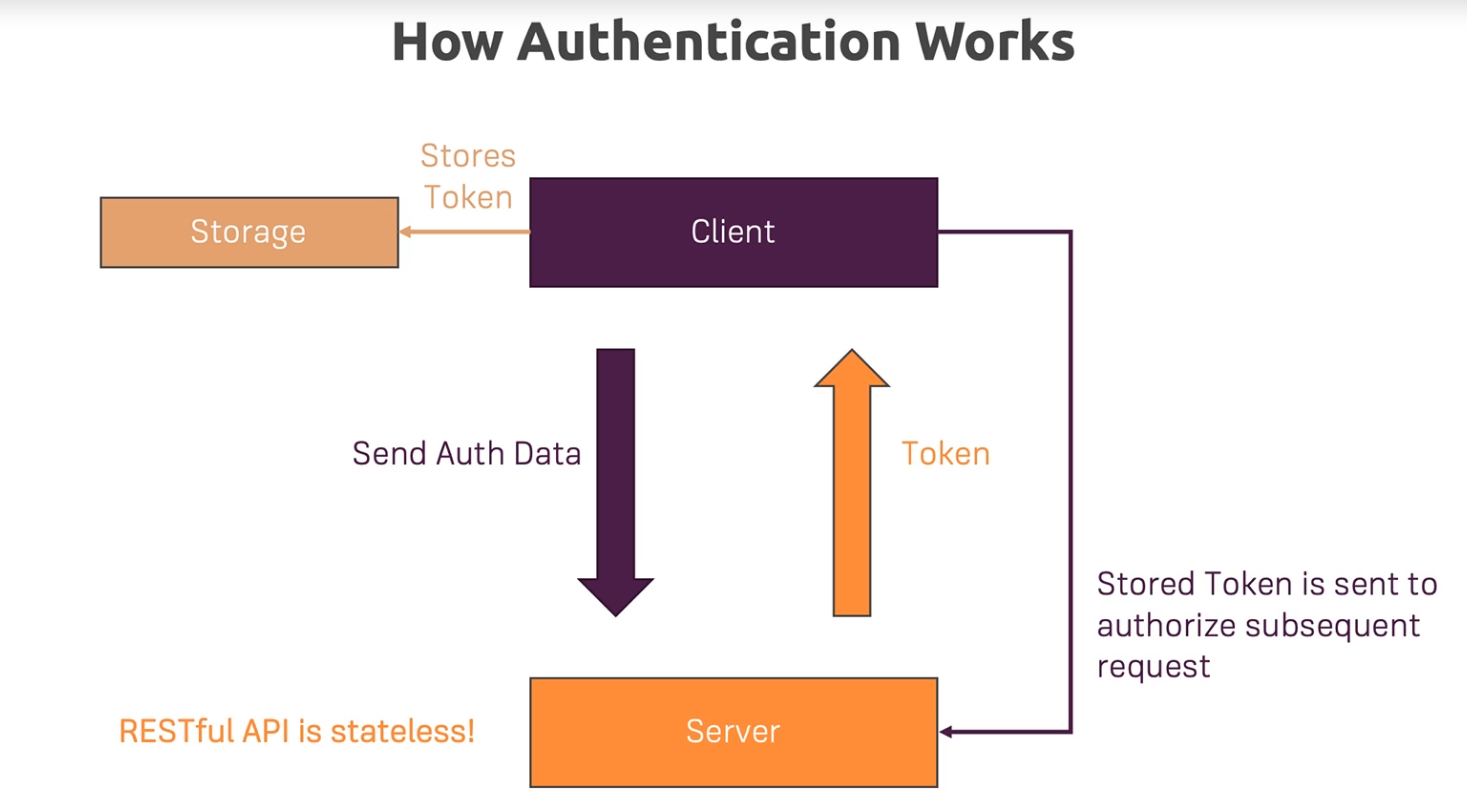 How Authentication Works
Stores
Token
Storage
Client
Send Auth Data
Token
Stored Token is sent to
authorize subsequent
request
RESTful API is stateless!
Server